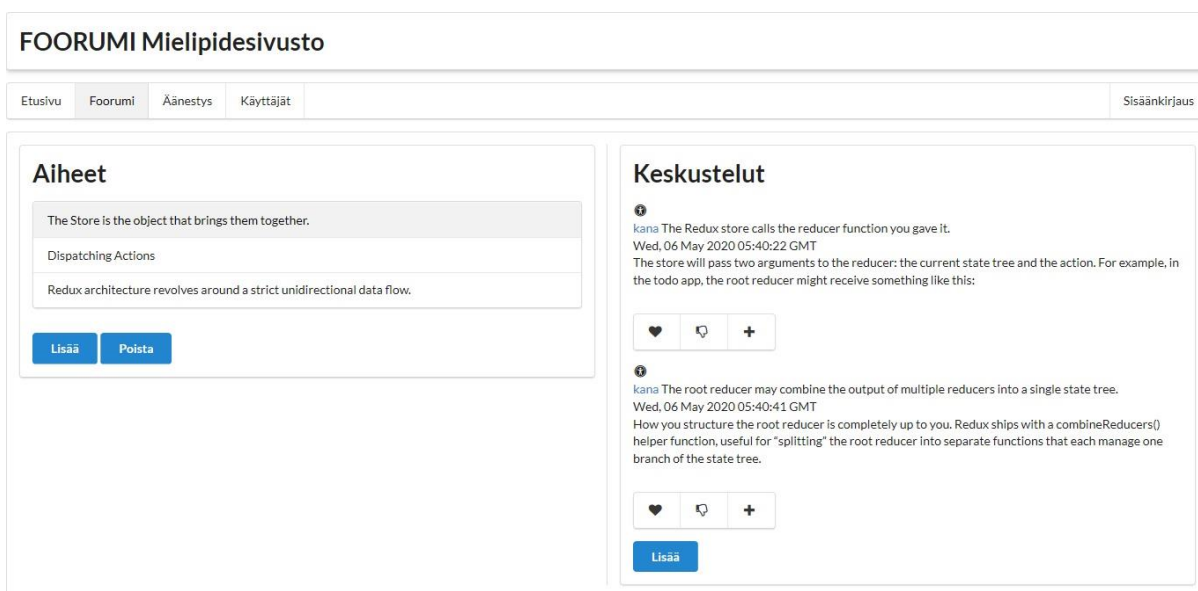 FOORUMI Mielipidesivusto
Etusivu Foorumi Äänestys Käyttäjät Sisäänkirjaus
Aiheet
The Store is the object that brings them together.
Dispatching Actions
Redux architecture revolves around a strict unidirectional data flow.
Lisää Poista
Keskustelut
kana The Redux store calls the reducer function you gave it.
Wed, 06 May 2020 05:40:22 GMT
The store will pass two arguments to the reducer: the current state tree and the action. For example, in
the todo app, the root reducer might receive something like this:
kana The root reducer may combine the output of multiple reducers into a single state tree.
Wed, 06 May 2020 05:40:41 GMT
How you structure the root reducer is completely up to you. Redux ships with a combineReducers()
helper function, useful for “splitting” the root reducer into separate functions that each manage one
branch of the state tree.
Lisää